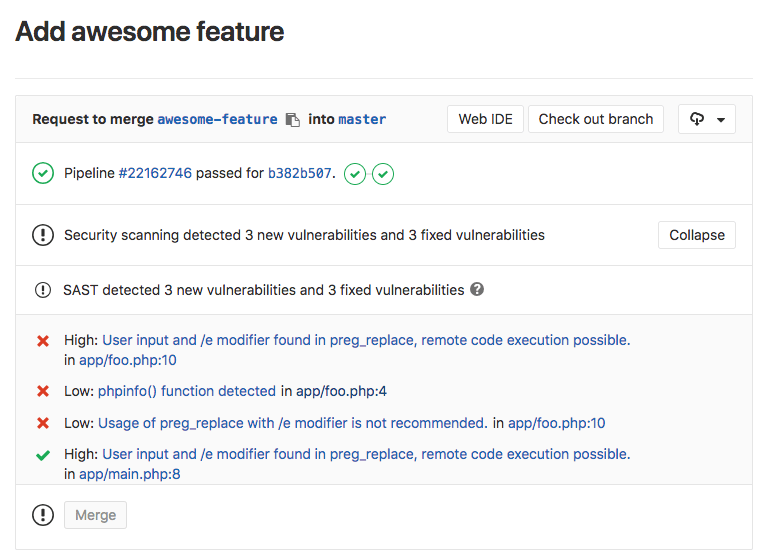 Add awesome feature
Request to merge awesome-feature into master
Web IDE
Check out branch
Pipeline #22162746 passed for b382b507.
Security scanning detected 3 new vulnerabilities and 3 fixed vulnerabilities
Collapse
SAST detected 3 new vulnerabilities and 3 fixed vulnerabilities ?
High: User input and /e modifier found in preg_replace, remote code execution possible.
in app/foo.php:10
Low: phpinfo() function detected in app/foo.php:4
Low: Usage of preg_replace with /e modifier is not recommended. in app/foo.php:10
High: User input and /e modifier found in preg_replace, remote code execution possible.
in app/main.php:8
Merge